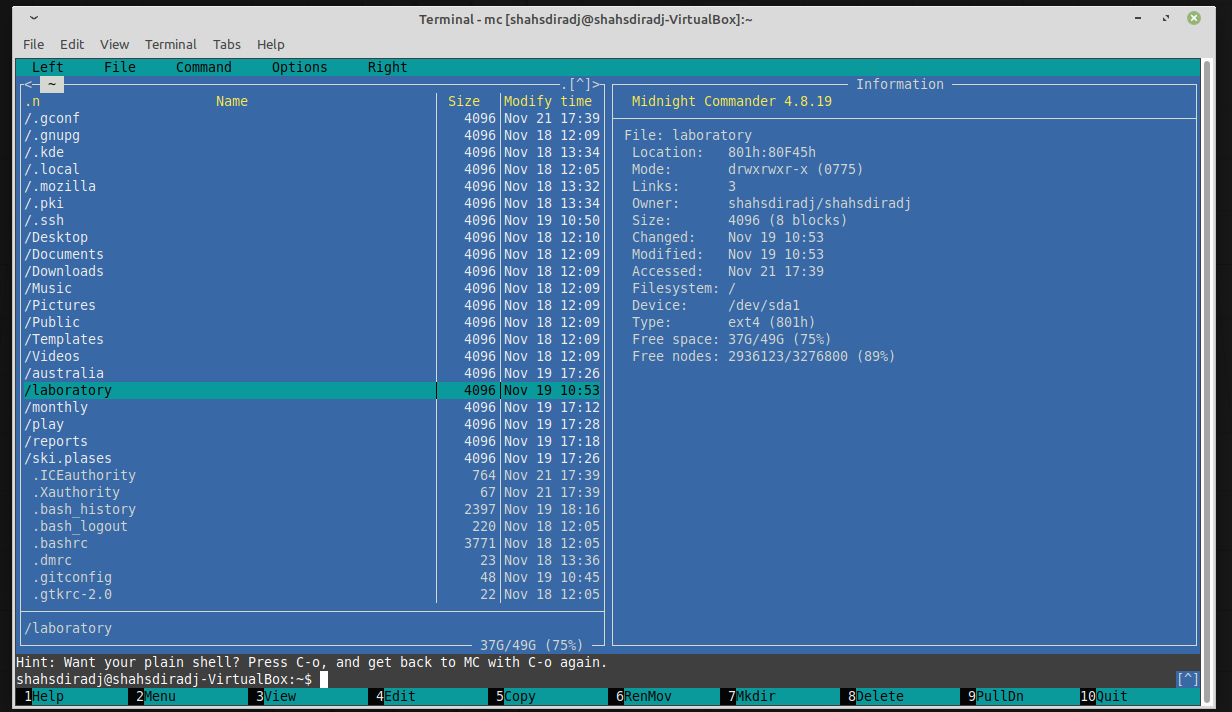 Terminal - mc [shahsdiradj@shahsdiradj-VirtualBox]:~
File Edit View Terminal Tabs Help
Left File Command Options Right
<- ~ .[^]>
.n Name Size Modify time
/.gconf 4096 Nov 21 17:39
/.gnupg 4096 Nov 18 12:09
/.kde 4096 Nov 18 13:34
/.local 4096 Nov 18 12:05
/.mozilla 4096 Nov 18 13:32
/.pki 4096 Nov 18 13:34
/.ssh 4096 Nov 19 10:50
/Desktop 4096 Nov 18 12:10
/Documents 4096 Nov 18 12:09
/Downloads 4096 Nov 18 12:09
/Music 4096 Nov 18 12:09
/Pictures 4096 Nov 18 12:09
/Public 4096 Nov 18 12:09
/Templates 4096 Nov 18 12:09
/Videos 4096 Nov 18 12:09
/australia 4096 Nov 19 17:26
/laboratory 4096 Nov 19 10:53
/monthly 4096 Nov 19 17:12
/play 4096 Nov 19 17:28
/reports 4096 Nov 19 17:18
/ski.plases 4096 Nov 19 17:26
.ICEauthority 764 Nov 21 17:39
.Xauthority 67 Nov 21 17:39
.bash_history 2397 Nov 19 18:16
.bash_logout 220 Nov 18 12:05
.bashrc 3771 Nov 18 12:05
.dmrc 23 Nov 18 13:36
.gitconfig 48 Nov 19 10:45
.gtkrc-2.0 22 Nov 18 12:05
/laboratory
37G/49G (75%)
Information
Midnight Commander 4.8.19
File: laboratory
Location: 801h:80F45h
Mode: drwxrwxr-x (0775)
Links: 3
Owner: shahsdiradj/shahsdiradj
Size: 4096 (8 blocks)
Changed: Nov 19 10:53
Modified: Nov 19 10:53
Accessed: Nov 21 17:39
Filesystem: /
Device: /dev/sda1
Type: ext4 (801h)
Free space: 37G/49G (75%)
Free nodes: 2936123/3276800 (89%)
Hint: Want your plain shell? Press C-o, and get back to MC with C-o again.
shahsdiradj@shahsdiradj-VirtualBox:~$ [^]
1Help 2Menu 3View 4Edit 5Copy 6RenMov 7Mkdir 8Delete 9PullDn 10Quit